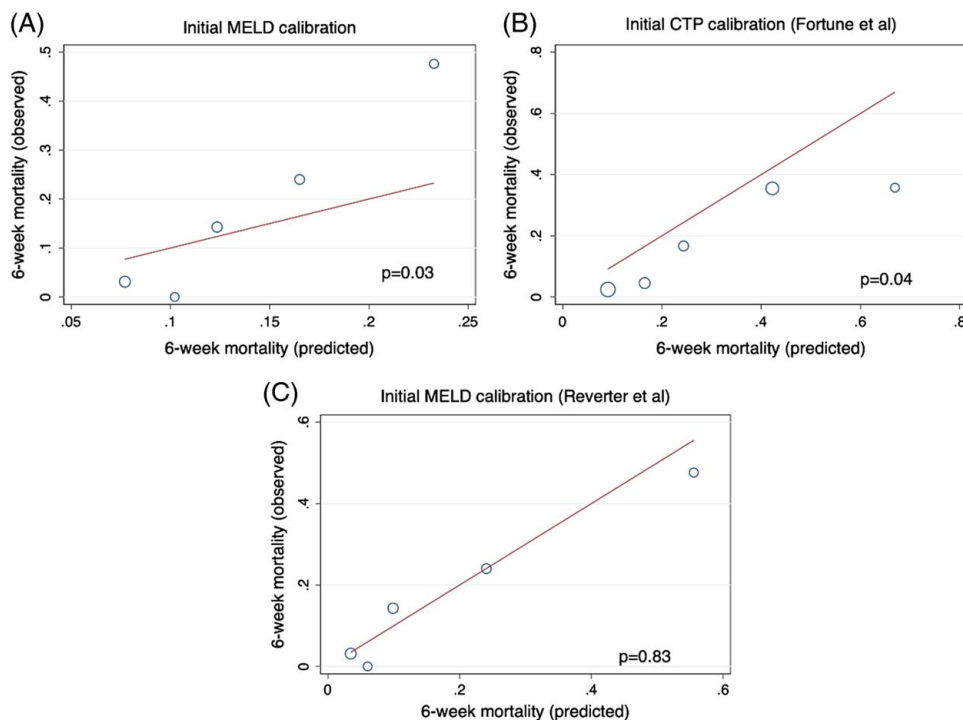 (A)
Initial MELD calibration
6-week mortality (observed)
.5
.4
.3
.2
.1
0
p=0.03
.05
.1
.15
.2
.25
6-week mortality (predicted)
(B)
Initial CTP calibration (Fortune et al)
6-week mortality (observed)
.8
.6
.4
.2
0
p=0.04
0
.2
.4
.6
.8
6-week mortality (predicted)
(C)
Initial MELD calibration (Reverter et al)
6-week mortality (observed)
.6
.4
.2
0
p=0.83
0
.2
.4
.6
6-week mortality (predicted)